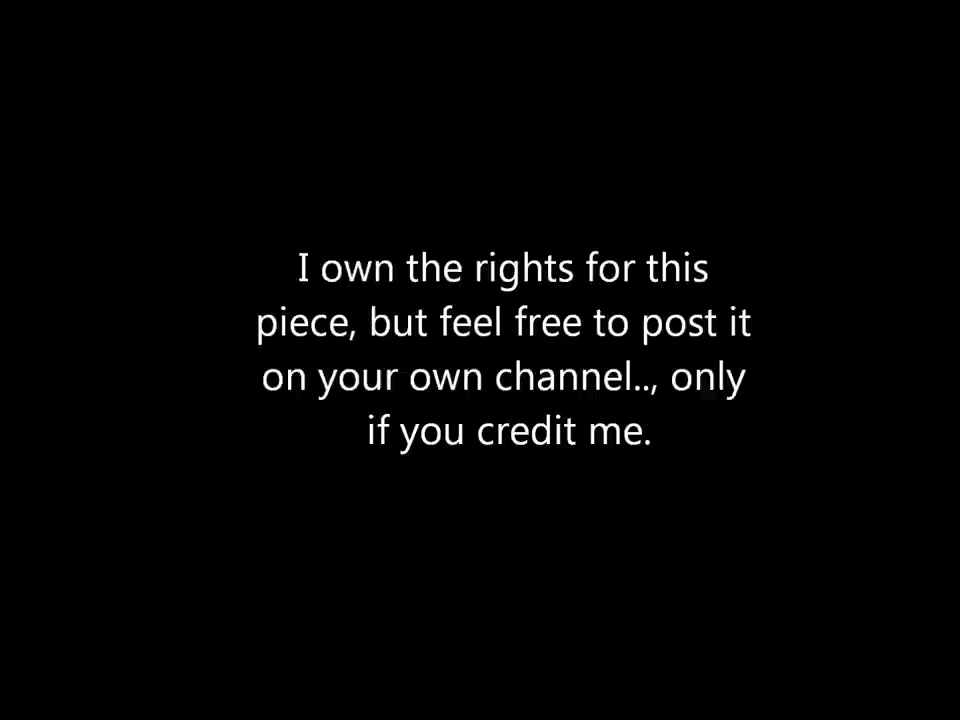 I own the rights for this
piece, but feel free to post it
on your own channel.., only
if you credit me.